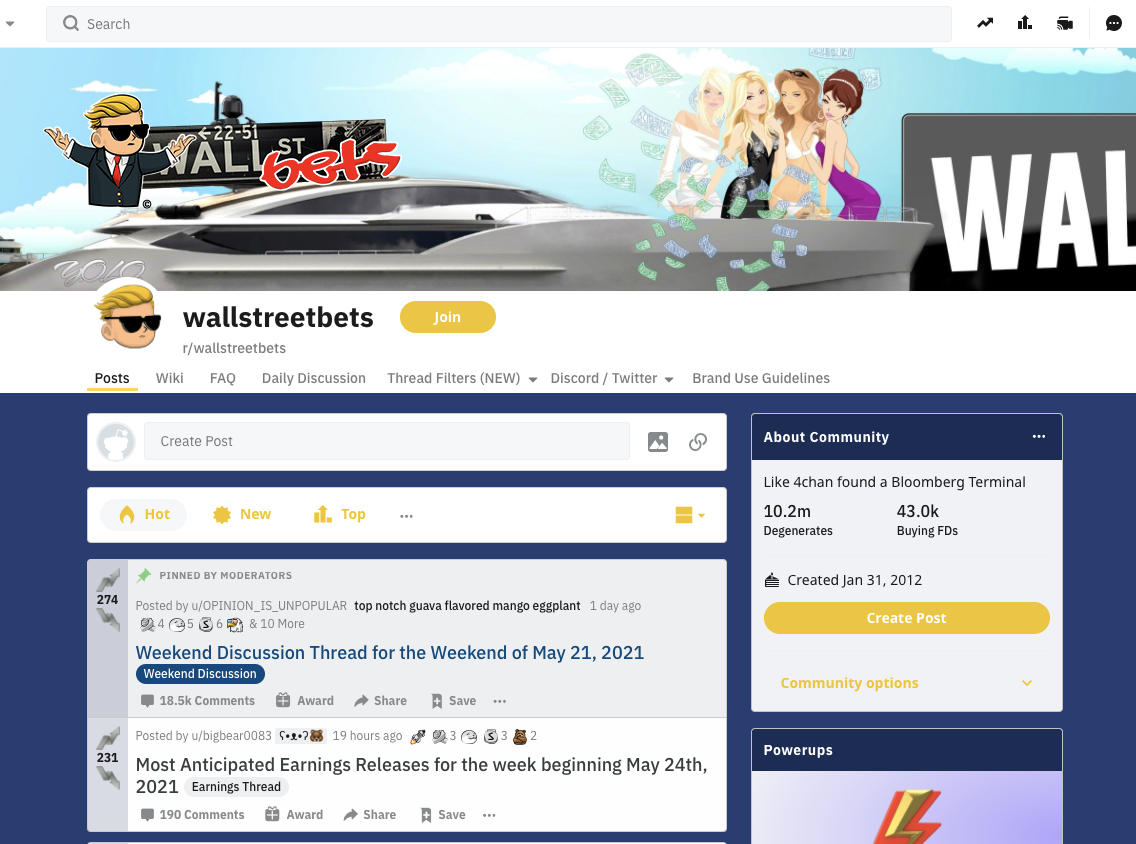 Search
←22-51
WALL ST
bets
©
YOLO
WAL
wallstreetbets
Join
r/wallstreetbets
Posts
Wiki
FAQ
Daily Discussion
Thread Filters (NEW)
Discord / Twitter
Brand Use Guidelines
Create Post
Hot
New
Top
...
274
PINNED BY MODERATORS
Posted by u/OPINION_IS_UNPOPULAR top notch guava flavored mango eggplant 1 day ago
4 5 6 & 10 More
Weekend Discussion Thread for the Weekend of May 21, 2021
Weekend Discussion
18.5k Comments Award Share Save ...
231
Posted by u/bigbear0083 ʕ•ᴥ•ʔ🐻 19 hours ago 3 3 2
Most Anticipated Earnings Releases for the week beginning May 24th,
2021 Earnings Thread
190 Comments Award Share Save ...
About Community
...
Like 4chan found a Bloomberg Terminal
10.2m 43.0k
Degenerates Buying FDs
Created Jan 31, 2012
Create Post
Community options
Powerups